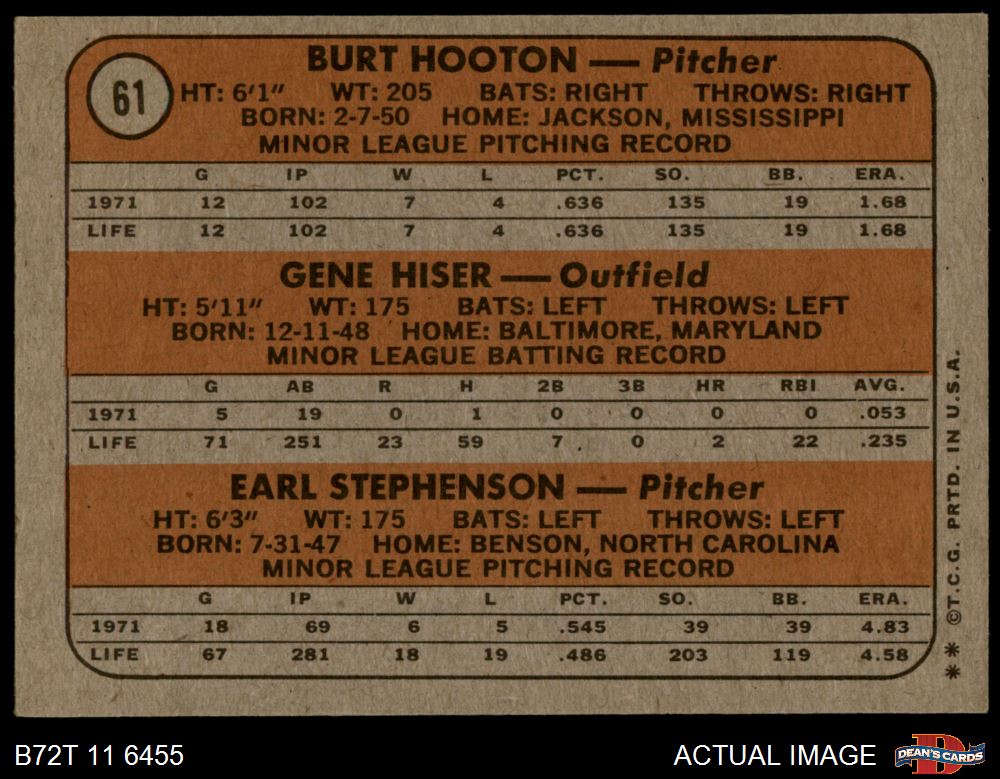 61
BURT HOOTON — Pitcher
HT: 6'1" WT: 205 BATS: RIGHT THROWS: RIGHT
BORN: 2-7-50 HOME: JACKSON, MISSISSIPPI
MINOR LEAGUE PITCHING RECORD
G IP W L PCT. SO. BB. ERA.
1971 12 102 7 4 .636 135 19 1.68
LIFE 12 102 7 4 .636 135 19 1.68
GENE HISER — Outfield
HT: 5'11" WT: 175 BATS: LEFT THROWS: LEFT
BORN: 12-11-48 HOME: BALTIMORE, MARYLAND
MINOR LEAGUE BATTING RECORD
G AB R H 2B 3B HR RBI AVG.
1971 5 19 0 1 0 0 0 0 .053
LIFE 71 251 23 59 7 0 2 22 .235
EARL STEPHENSON — Pitcher
HT: 6'3" WT: 175 BATS: LEFT THROWS: LEFT
BORN: 7-31-47 HOME: BENSON, NORTH CAROLINA
MINOR LEAGUE PITCHING RECORD
G IP W L PCT. SO. BB. ERA.
1971 18 69 6 5 .545 39 39 4.83
LIFE 67 281 18 19 .486 203 119 4.58
** ©T.C.G. PRTD. IN U.S.A.
B72T 11 6455
ACTUAL IMAGE
D
DEAN'S CARDS